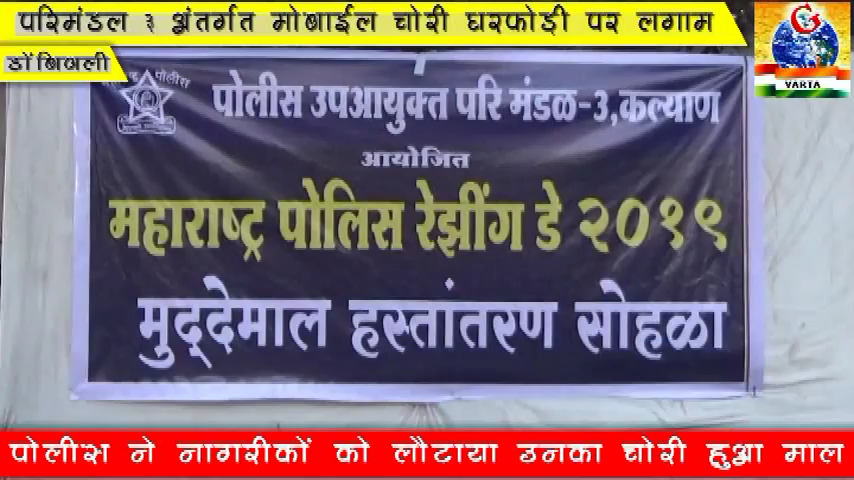 परिमंडल ३ अंतर्गत मोबाईल चोरी घरफोड़ी पर लगाम
डोंबिवली
G
VARTA
पोलीस
पोलीस उपआयुक्त परि मंडळ-3,कल्याण
आयोजित
महाराष्ट्र पोलिस रेझींग डे २०१९
मुद्देमाल हस्तांतरण सोहळा
पोलीस ने नागरीकों को लौटाया उनका चोरी हुआ माल